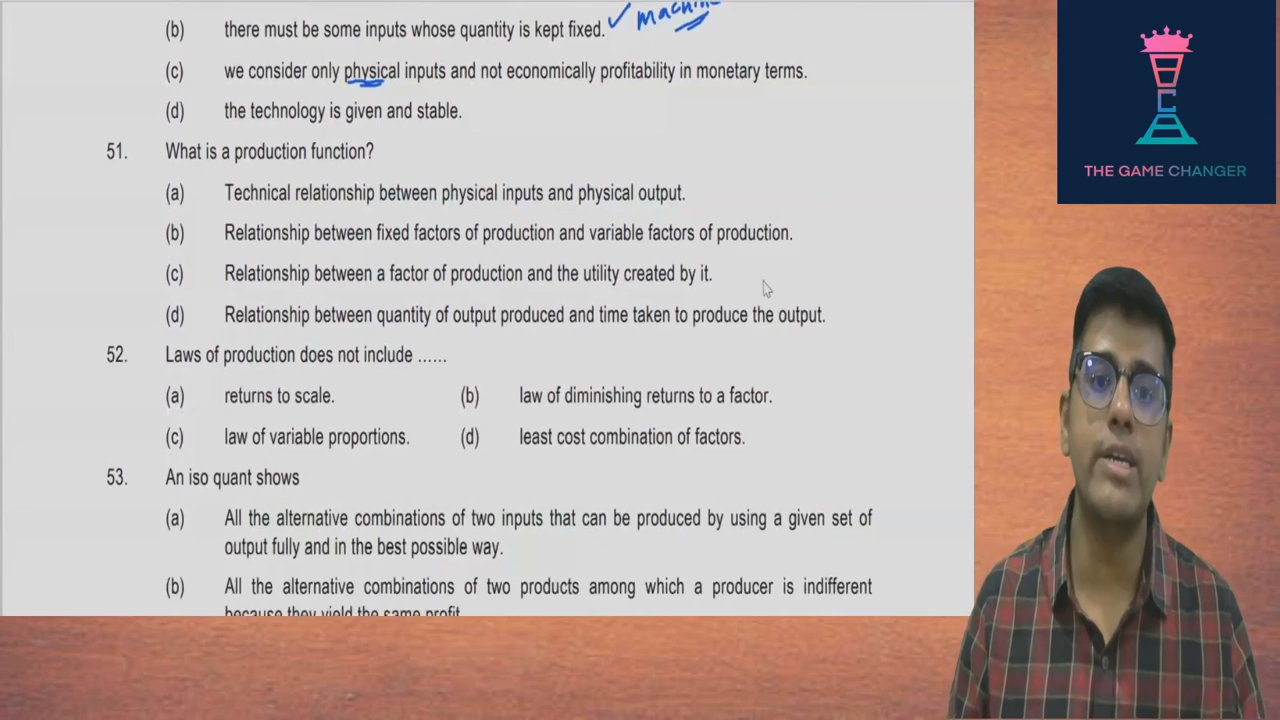 (b) there must be some inputs whose quantity is kept fixed. ✓ machine
(c) we consider only physical inputs and not economically profitability in monetary terms.
(d) the technology is given and stable.
51. What is a production function?
(a) Technical relationship between physical inputs and physical output.
(b) Relationship between fixed factors of production and variable factors of production.
(c) Relationship between a factor of production and the utility created by it.
(d) Relationship between quantity of output produced and time taken to produce the output.
52. Laws of production does not include ......
(a) returns to scale. (b) law of diminishing returns to a factor.
(c) law of variable proportions. (d) least cost combination of factors.
53. An iso quant shows
(a) All the alternative combinations of two inputs that can be produced by using a given set of
output fully and in the best possible way.
(b) All the alternative combinations of two products among which a producer is indifferent
because they yield the same profit
THE GAME CHANGER